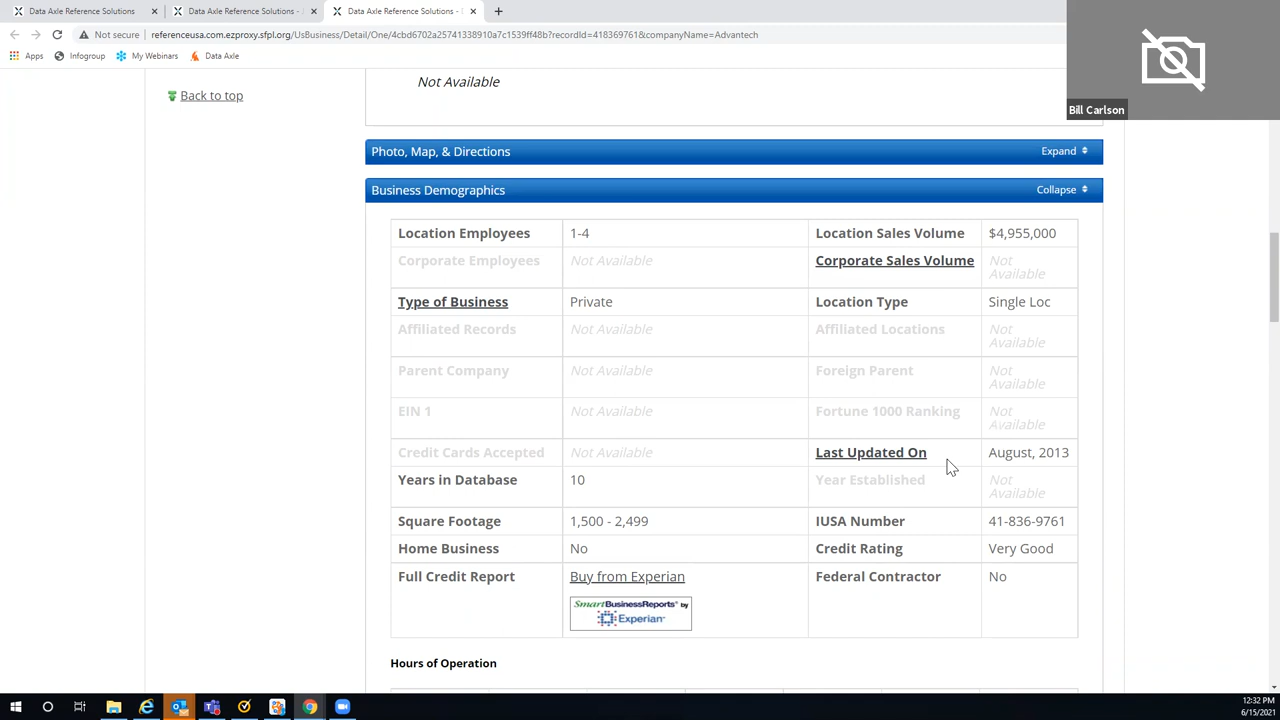 Data Axle Reference Solutions Data Axle Reference Solutions - Data Axle Reference Solutions - D
Not secure referenceusa.com.ezproxy.sfpl.org/UsBusiness/Detail/One/4cbd6702a25741338910a7c1539ff48b?recordId=418369761&companyName=Advantech
Apps Infogroup My Webinars Data Axle
Bill Carlson
Not Available
Back to top
Photo, Map, & Directions Expand
Business Demographics Collapse
Location Employees 1-4 Location Sales Volume $4,955,000
Corporate Employees Not Available Corporate Sales Volume Not
Available
Type of Business Private Location Type Single Loc
Affiliated Records Not Available Affiliated Locations Not
Available
Parent Company Not Available Foreign Parent Not
Available
EIN 1 Not Available Fortune 1000 Ranking Not
Available
Credit Cards Accepted Not Available Last Updated On August, 2013
Years in Database 10 Year Established Not
Available
Square Footage 1,500 - 2,499 IUSA Number 41-836-9761
Home Business No Credit Rating Very Good
Full Credit Report Buy from Experian Federal Contractor No
SmartBusinessReports® by
Experian
Hours of Operation
12:32 PM
6/15/2021